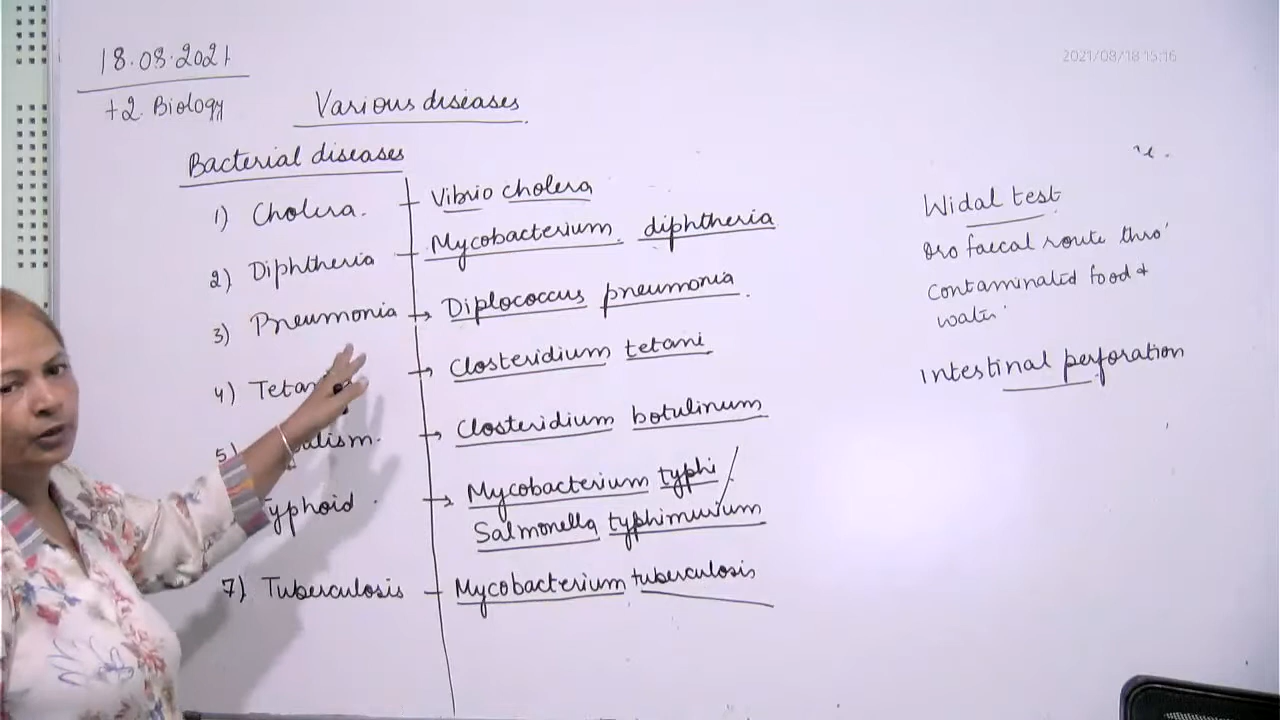 18.08.2021
2021/08/18 15:16
+2 Biology
Various diseases
Bacterial diseases
1) Cholera. Vibrio cholera
2) Diphtheria Mycobacterium diphtheria
3) Pneumonia → Diplococcus pneumonia
4) → Closteridium tetani
5) → Closteridium botulinum
yphoid → Mycobacterium typhi /
Salmonella typhimurium
7) Tuberculosis - Mycobacterium tuberculosis
Widal test
Oro faecal route thro'
Contaminated food &
water
Intestinal perforation